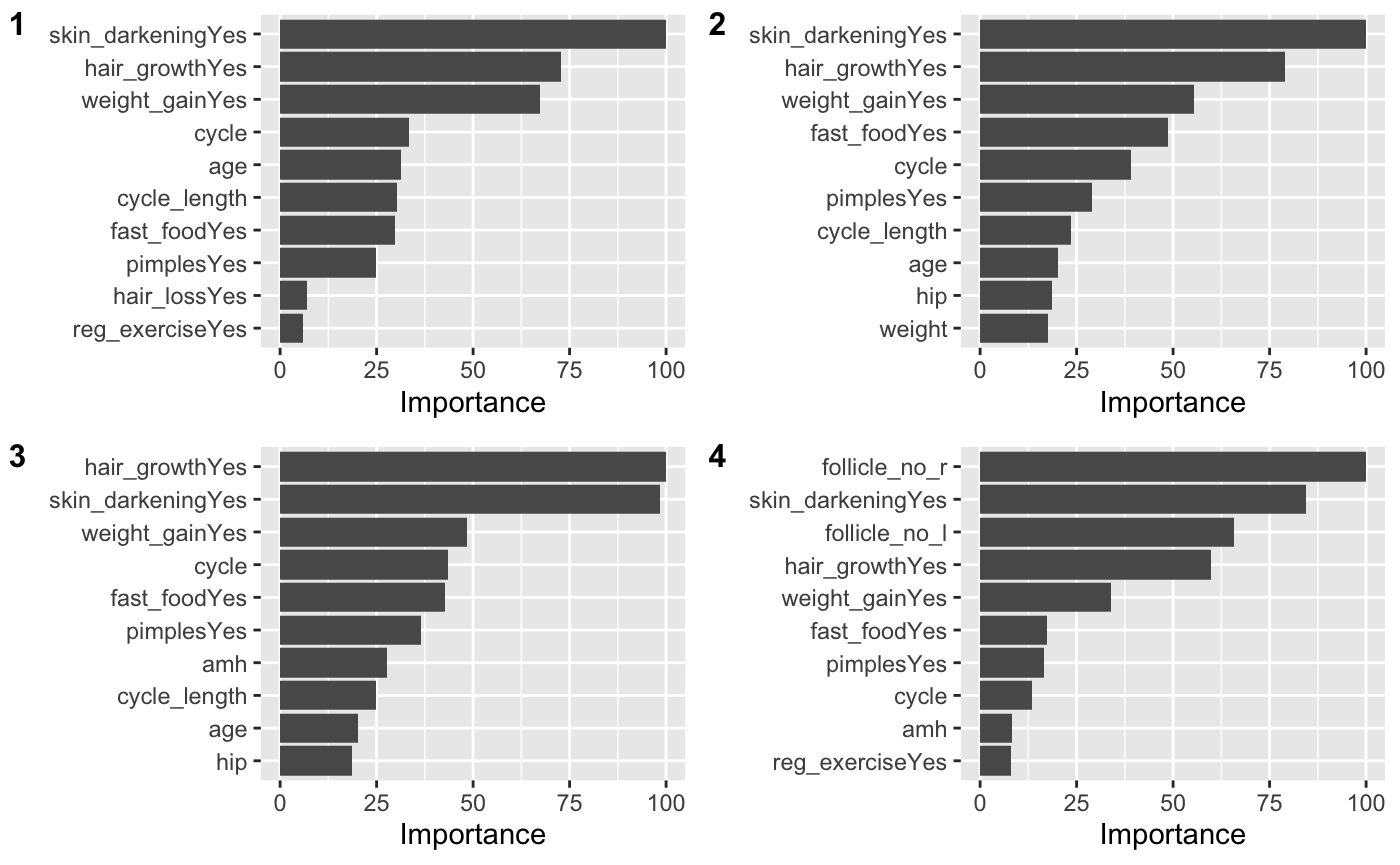 1
skin_darkeningYes
hair_growthYes
weight_gainYes
cycle
age
cycle_length
fast_foodYes
pimplesYes
hair_lossYes
reg_exerciseYes
0 25 50 75 100
Importance
2
skin_darkeningYes
hair_growthYes
weight_gainYes
fast_foodYes
cycle
pimplesYes
cycle_length
age
hip
weight
0 25 50 75 100
Importance
3
hair_growthYes
skin_darkeningYes
weight_gainYes
cycle
fast_foodYes
pimplesYes
amh
cycle_length
age
hip
0 25 50 75 100
Importance
4
follicle_no_r
skin_darkeningYes
follicle_no_l
hair_growthYes
weight_gainYes
fast_foodYes
pimplesYes
cycle
amh
reg_exerciseYes
0 25 50 75 100
Importance